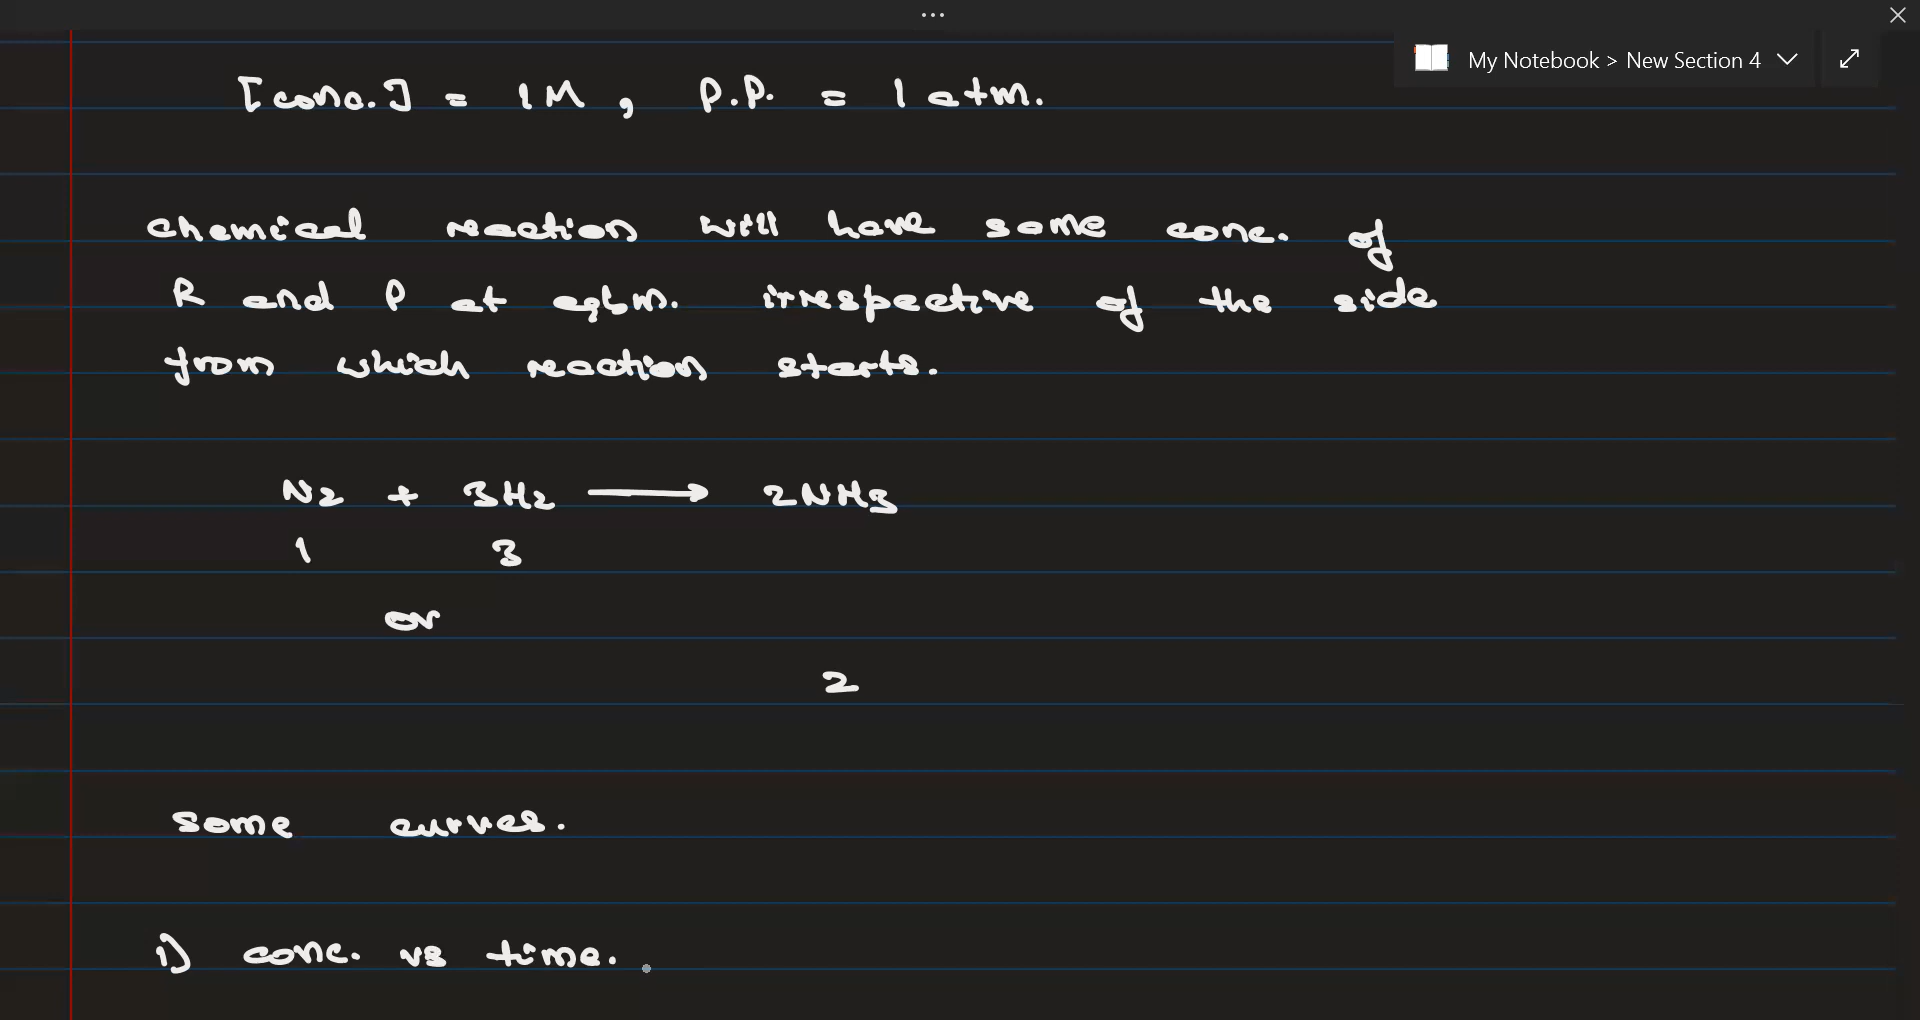 My Notebook > New Section 4
[conc.] = 1M, P.P. = 1 atm.
chemical reaction will have same conc. of
R and P at eqbm. irrespective of the side
from which reaction starts.
N2 + 3H2 ⟶ 2NH3
1 3
or
2
some curves.
1) conc. vs time.